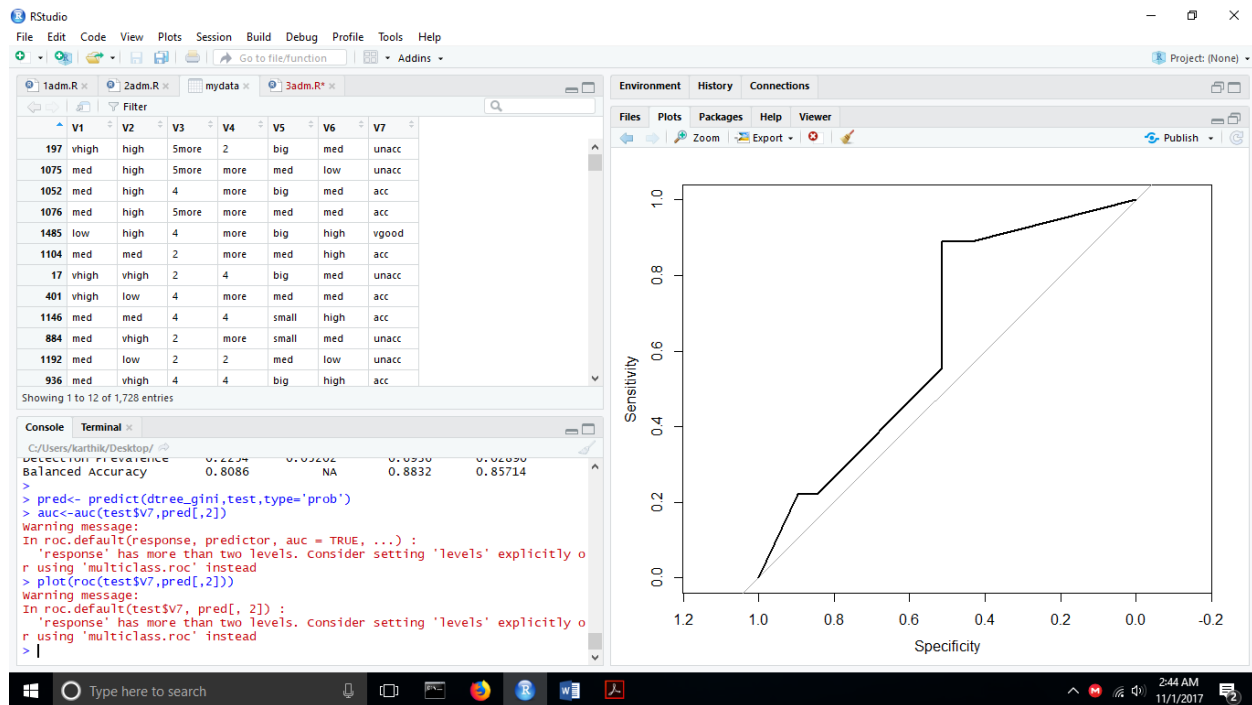 RStudio
File Edit Code View Plots Session Build Debug Profile Tools Help
Go to file/function Addins
Project: (None)
1adm.R 2adm.R mydata 3adm.R*
Filter
V1 V2 V3 V4 V5 V6 V7
197 vhigh high 5more 2 big med unacc
1075 med high 5more more med low unacc
1052 med high 4 more big med acc
1076 med high 5more more med med acc
1485 low high 4 more big high vgood
1104 med med 2 more med high acc
17 vhigh vhigh 2 4 big med unacc
401 vhigh low 4 more med med acc
1146 med med 4 4 small high acc
884 med vhigh 2 more small med unacc
1192 med low 2 2 med low unacc
936 med vhigh 4 4 big high acc
Showing 1 to 12 of 1,728 entries
Console Terminal
C:/Users/karthik/Desktop/
Detection Prevalence 0.2254 0.05202 0.6936 0.02890
Balanced Accuracy 0.8086 NA 0.8832 0.85714
>
> pred<- predict(dtree_gini,test,type='prob')
> auc<-auc(test$V7,pred[,2])
Warning message:
In roc.default(response, predictor, auc = TRUE, ...) :
'response' has more than two levels. Consider setting 'levels' explicitly o
r using 'multiclass.roc' instead
> plot(roc(test$V7,pred[,2]))
Warning message:
In roc.default(test$V7, pred[, 2]) :
'response' has more than two levels. Consider setting 'levels' explicitly o
r using 'multiclass.roc' instead
>
Environment History Connections
Files Plots Packages Help Viewer
Zoom Export Publish
Sensitivity
1.0
0.8
0.6
0.4
0.2
0.0
1.2 1.0 0.8 0.6 0.4 0.2 0.0 -0.2
Specificity
Type here to search
2:44 AM
11/1/2017
2